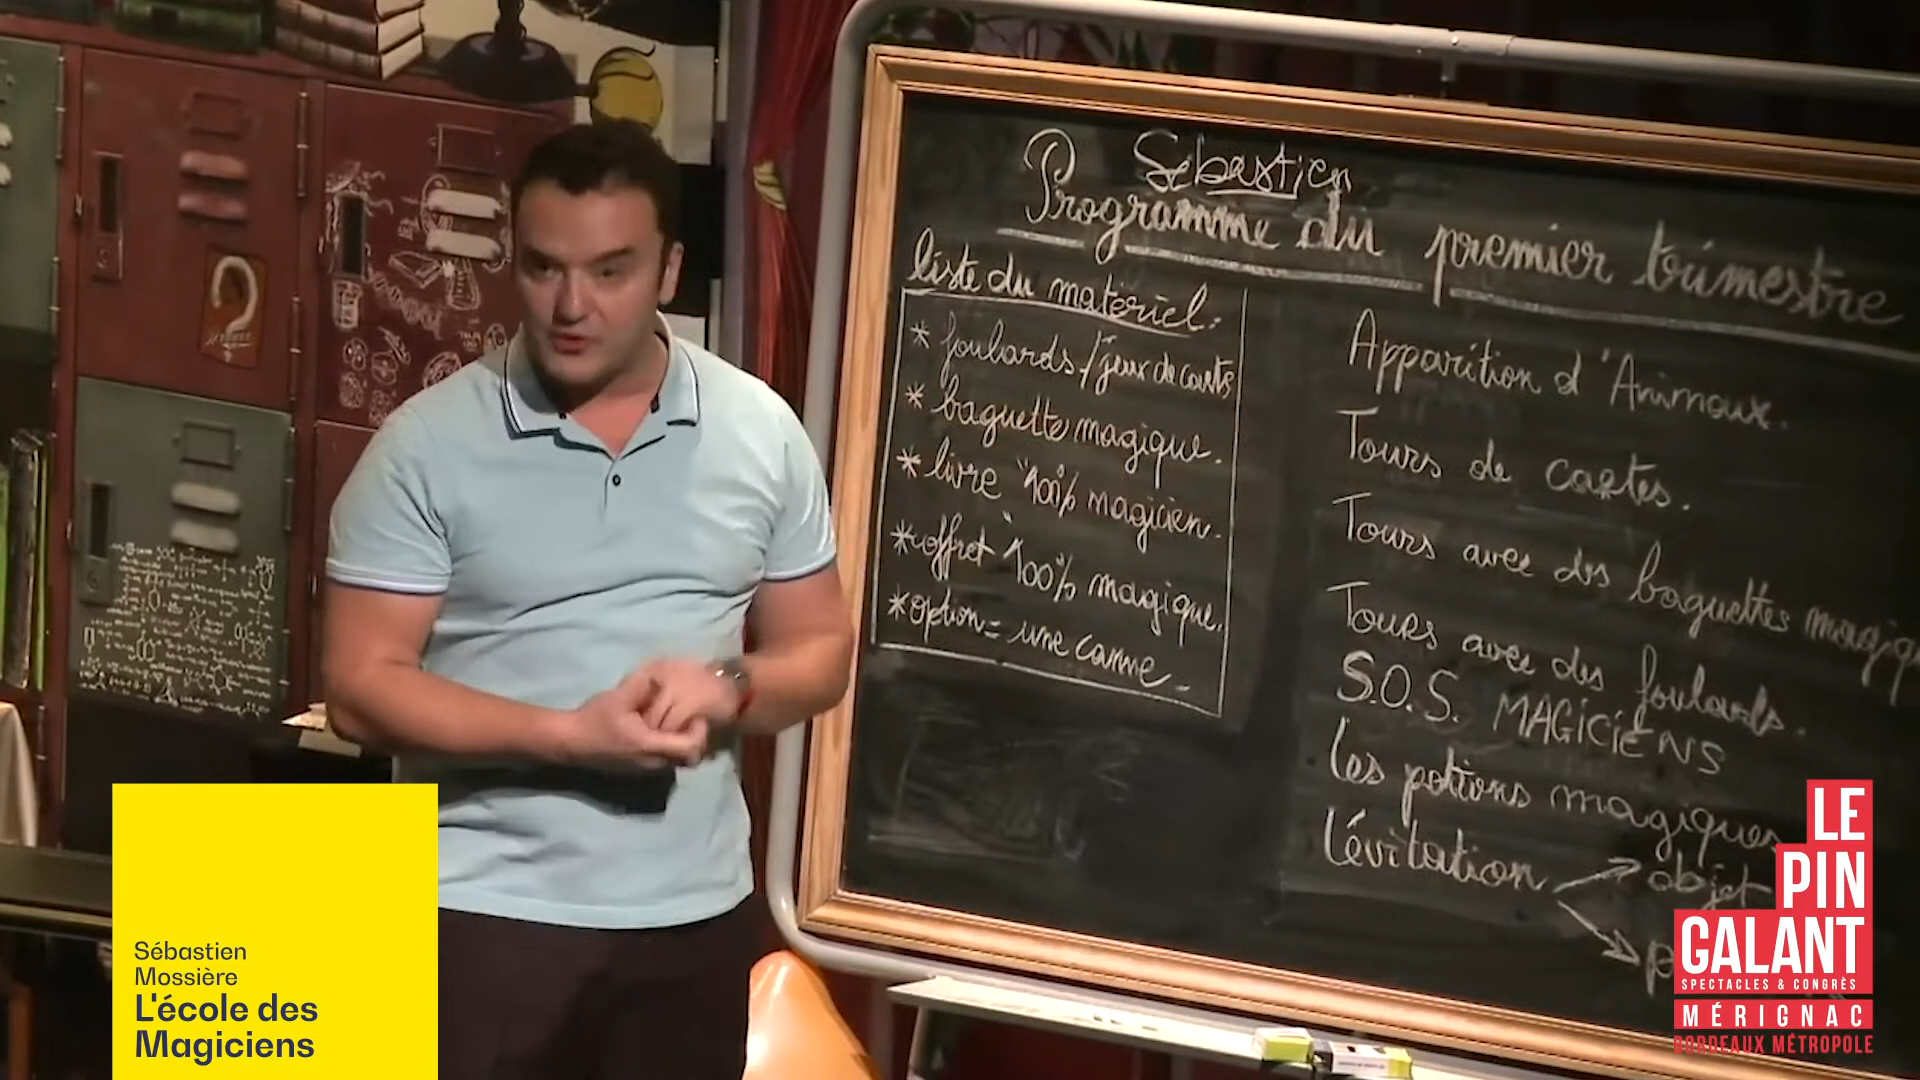 Sébastien
Programme du premier trimestre
liste du matériel:
* foulards / jeux de carts
* baguette magique.
* livre "100% magicien.
* coffret "100% magique.
* option = une canne.
Apparition d'Animaux.
Tours de cartes.
Tours avec des baguettes magiqu
Tours avec des foulards.
S.O.S. MAGICIENS
Les potions magiques
Lévitation
objet
p
Sébastien
Mossière
L'école des
Magiciens
LE
PIN
GALANT
SPECTACLES & CONGRÈS
MÉRIGNAC
BORDEAUX MÉTROPOLE